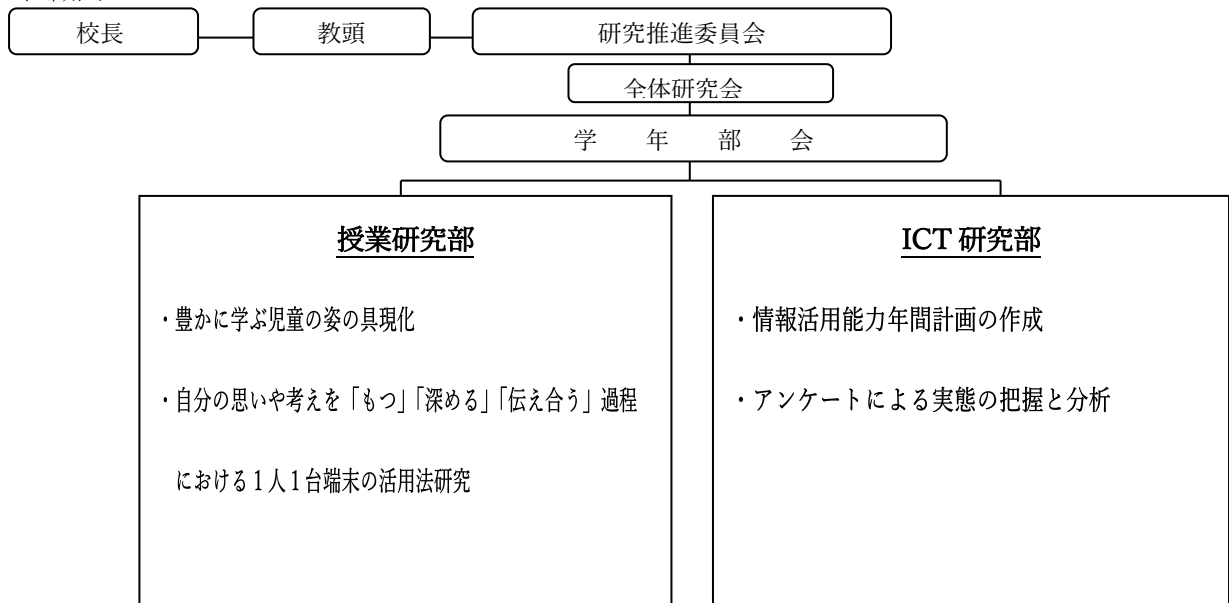 校長 教頭 研究推進委員会
全体研究会
学 年 部 会
授業研究部
・豊かに学ぶ児童の姿の具現化
・自分の思いや考えを「もつ」「深める」「伝え合う」過程
における1人1台端末の活用法研究
ICT 研究部
・情報活用能力年間計画の作成
・アンケートによる実態の把握と分析